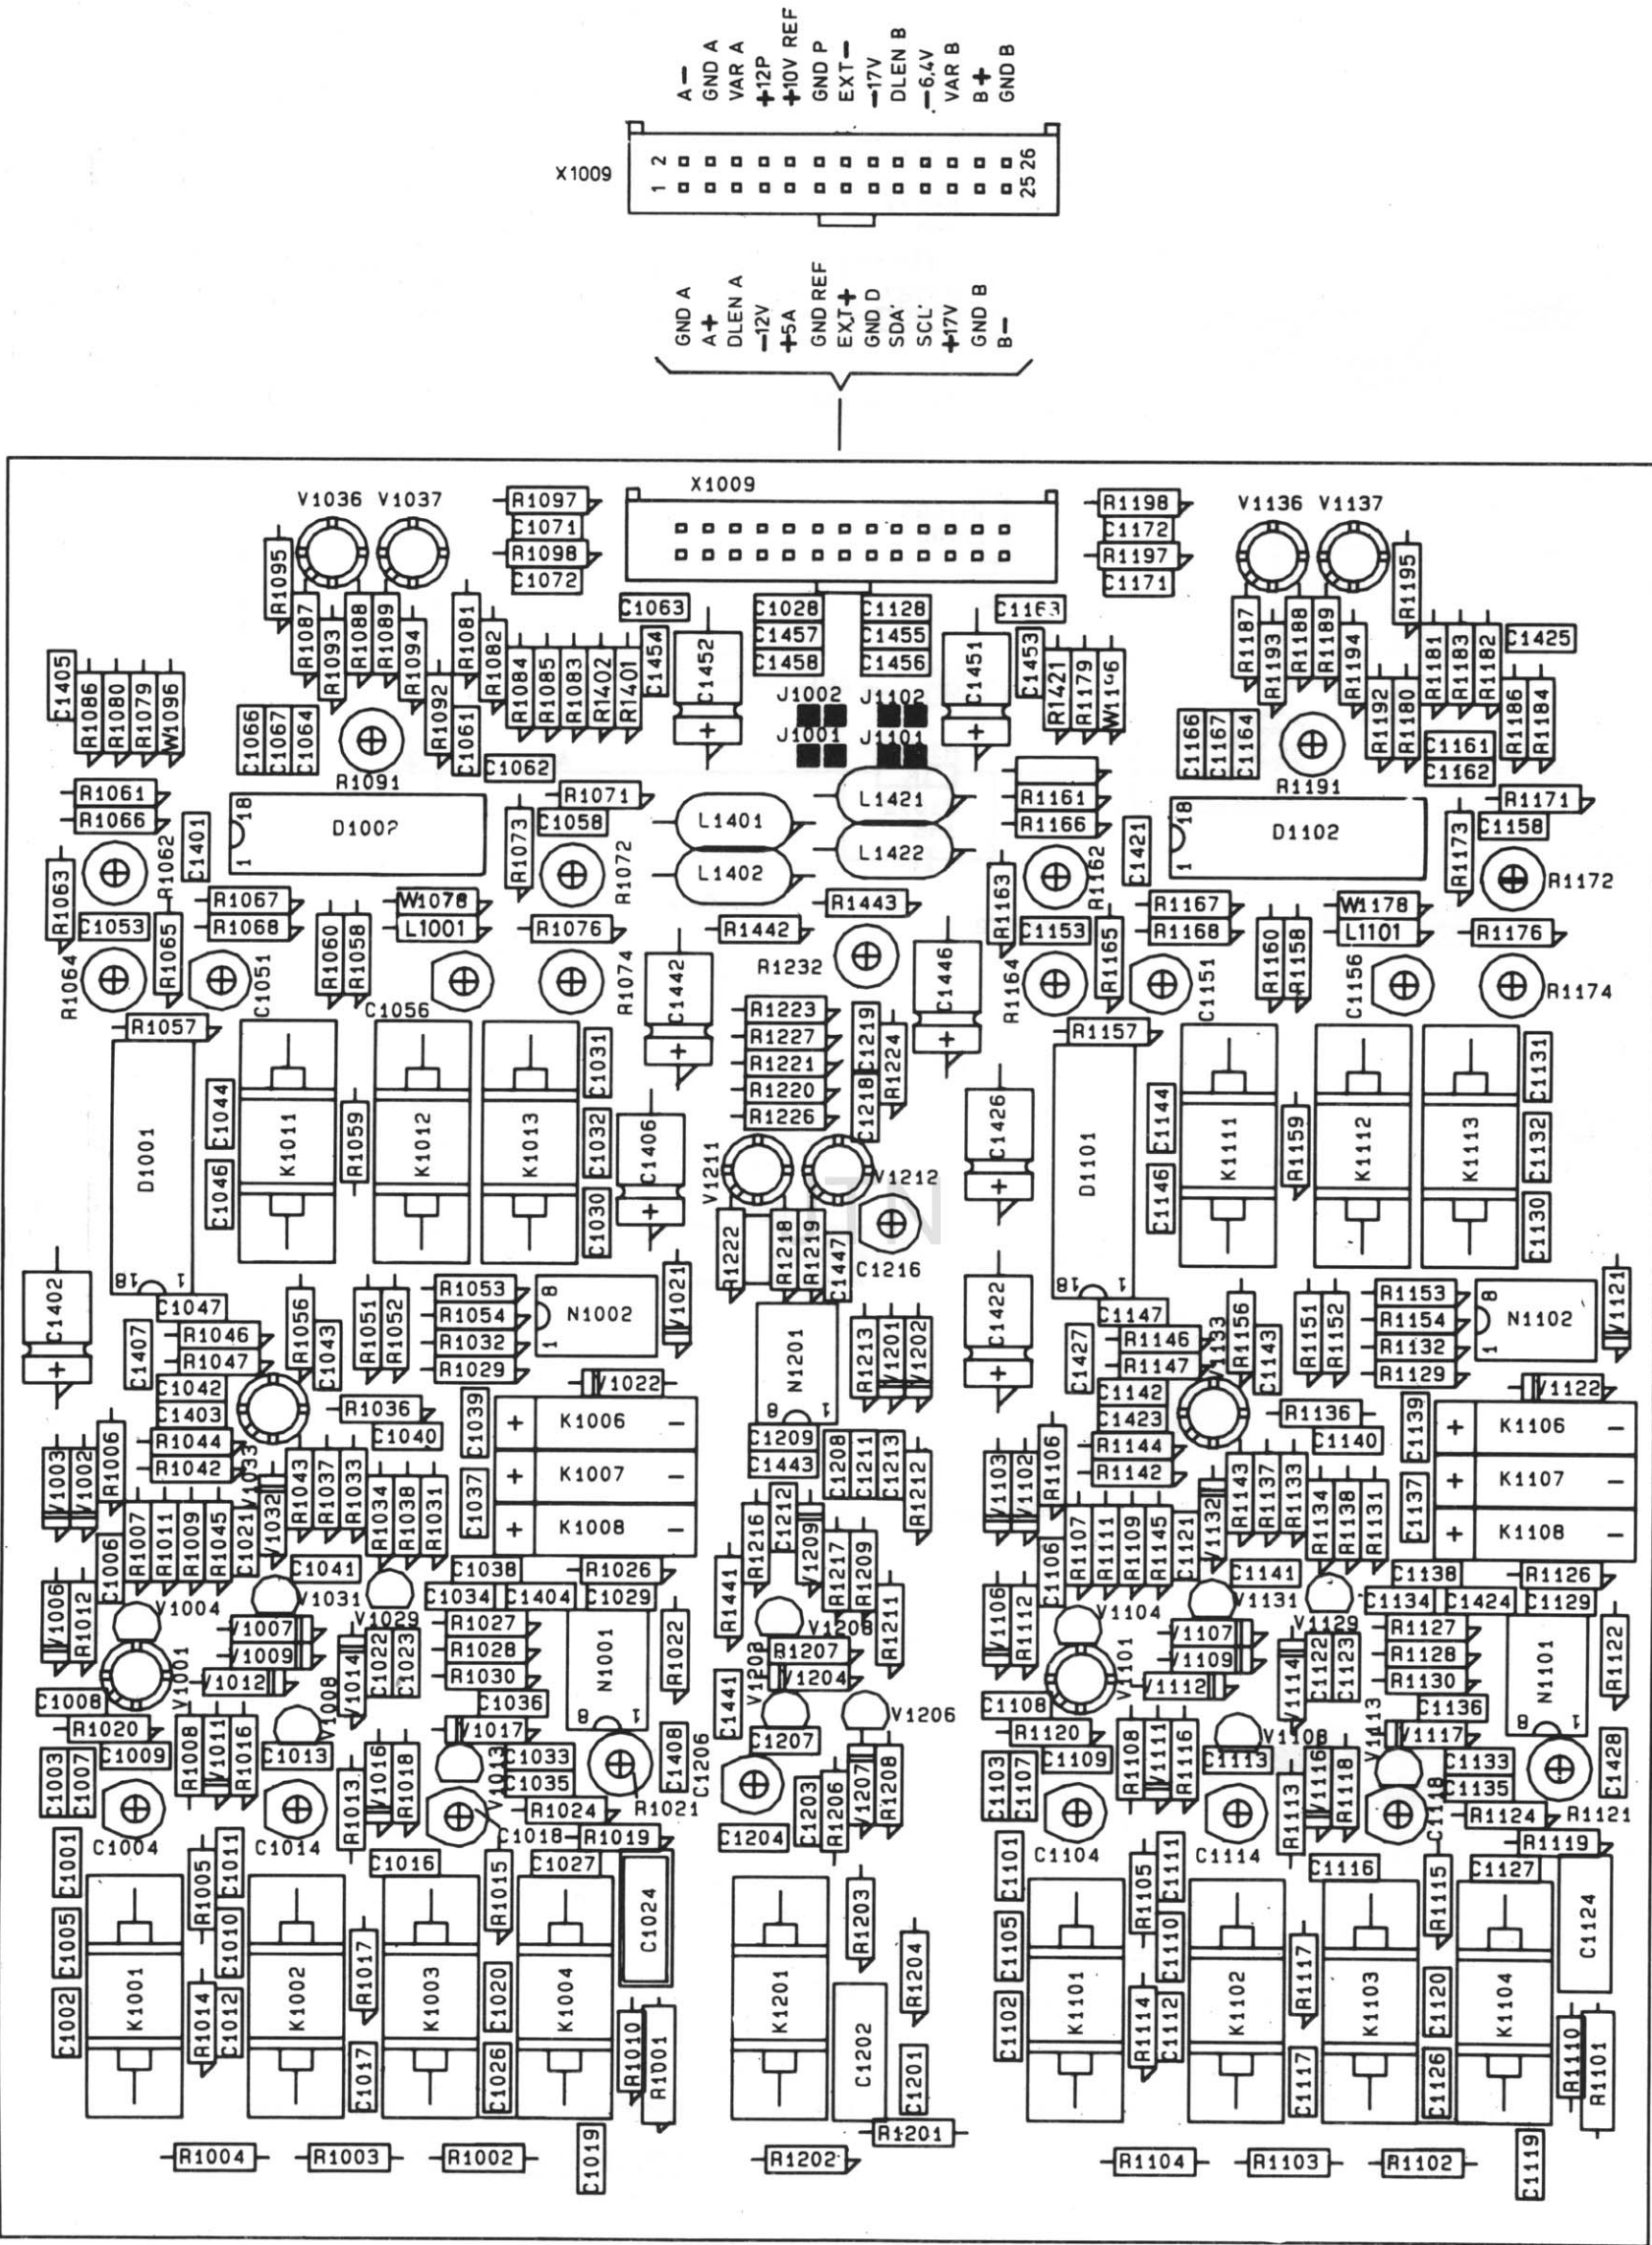 A−
GND A
VAR A
+12P
+10V REF
GND P
EXT−
−17V
DLEN B
−6,4V
VAR B
B+
GND B
X1009
1 2
25 26
GND A
A+
DLEN A
−12V
+5A
GND REF
EXT+
GND D
SDA'
SCL'
+17V
GND B
B−
V1036 V1037
R1097
C1071
R1098
C1072
X1009
R1198
C1172
R1197
C1171
V1136 V1137
R1095
R1087
R1093
R1088
R1089
R1094
R1092
R1081
C1061
R1082
R1084
R1085
R1083
R1402
R1401
C1454
C1063
C1452
C1028
C1457
C1458
C1128
C1455
C1456
C1163
C1451
C1453
R1421
R1179
W1196
R1187
R1193
R1188
R1189
R1194
R1192
R1180
R1195
R1181
R1183
R1182
C1425
R1186
R1184
C1405
R1086
R1080
R1079
W1096
C1066
C1067
C1064
R1091
C1062
J1002
J1102
J1001
J1101
C1166
C1167
C1164
R1191
C1161
C1162
R1061
R1066
R1062
C1401
18
1
D1002
R1073
R1071
C1058
R1072
L1401
L1402
L1421
L1422
R1161
R1166
R1162
C1421
18
1
D1102
R1173
R1171
C1158
R1172
R1063
C1053
R1065
R1064
R1067
R1068
C1051
R1060
R1058
W1078
L1001
C1056
R1076
R1074
R1443
R1442
R1232
C1442
C1446
R1163
C1153
R1165
R1164
R1167
R1168
C1151
R1160
R1158
W1178
L1101
C1156
R1176
R1174
R1057
D1001
18
1
C1044
C1046
K1011
R1059
K1012
K1013
C1031
C1032
C1030
C1406
R1223
R1227
R1221
R1220
R1226
C1219
C1218
R1224
V1211
V1212
R1222
R1218
R1219
C1447
C1216
JTN
C1426
R1157
D1101
18
1
C1144
C1146
K1111
R1159
K1112
K1113
C1131
C1132
C1130
C1402
C1047
C1407
R1046
R1047
C1042
C1403
R1044
R1042
R1056
C1043
R1051
R1052
R1053
R1054
R1032
R1029
8
1
N1002
V1021
V1022
N1201
8
1
R1213
V1201
V1202
C1422
C1147
C1427
R1146
R1147
C1142
C1423
R1144
R1142
V1133
R1156
C1143
R1151
R1152
R1153
R1154
R1132
R1129
8
1
N1102
V1121
V1122
V1003
V1002
R1006
V1033
R1036
C1040
C1039
C1037
+ K1006 −
+ K1007 −
+ K1008 −
C1209
C1443
C1208
C1211
C1213
R1212
V1103
V1102
R1106
R1136
C1140
C1139
C1137
+ K1106 −
+ K1107 −
+ K1108 −
C1006
R1007
R1011
R1009
R1045
C1021
V1032
R1043
R1037
R1033
R1034
R1038
R1031
R1216
C1212
V1209
R1217
R1209
C1106
R1107
R1111
R1109
R1145
C1121
V1132
R1143
R1137
R1133
R1134
R1138
R1131
V1006
R1012
V1004
C1041
V1031
V1029
C1038
C1034
C1404
C1029
R1026
R1027
R1028
R1030
N1001
8
1
R1022
R1441
V1208
R1211
V1106
R1112
V1104
C1141
V1131
V1129
C1138
C1134
C1424
C1129
R1126
R1127
R1128
R1130
N1101
8
1
R1122
V1001
V1007
V1009
V1012
V1014
C1022
C1023
C1036
V1017
C1008
R1020
C1009
V1008
R1207
V1204
C1441
V1206
C1207
V1101
V1107
V1109
V1112
V1114
C1122
C1123
C1136
V1117
C1108
R1120
C1109
V1108
V1113
C1003
C1007
C1004
R1008
V1011
R1016
C1013
C1014
R1013
V1016
R1018
V1013
C1033
C1035
R1024
C1018
R1019
R1021
C1408
C1206
C1204
C1203
R1206
V1207
R1208
C1103
C1107
C1104
R1108
V1111
R1116
C1113
C1114
R1113
V1116
R1118
C1118
C1133
C1135
R1124
R1119
R1121
C1428
C1001
C1005
C1002
K1001
R1005
C1011
C1010
R1014
C1012
K1002
R1017
C1017
C1016
K1003
R1015
C1020
C1026
C1027
K1004
C1024
R1010
R1001
K1201
R1203
C1202
R1204
C1201
C1101
C1105
C1102
K1101
R1105
C1111
C1110
R1114
C1112
K1102
R1117
C1117
C1116
K1103
R1115
C1120
C1126
C1127
K1104
C1124
R1110
R1101
R1004
R1003
R1002
C1019
R1202
R1201
R1104
R1103
R1102
C1119